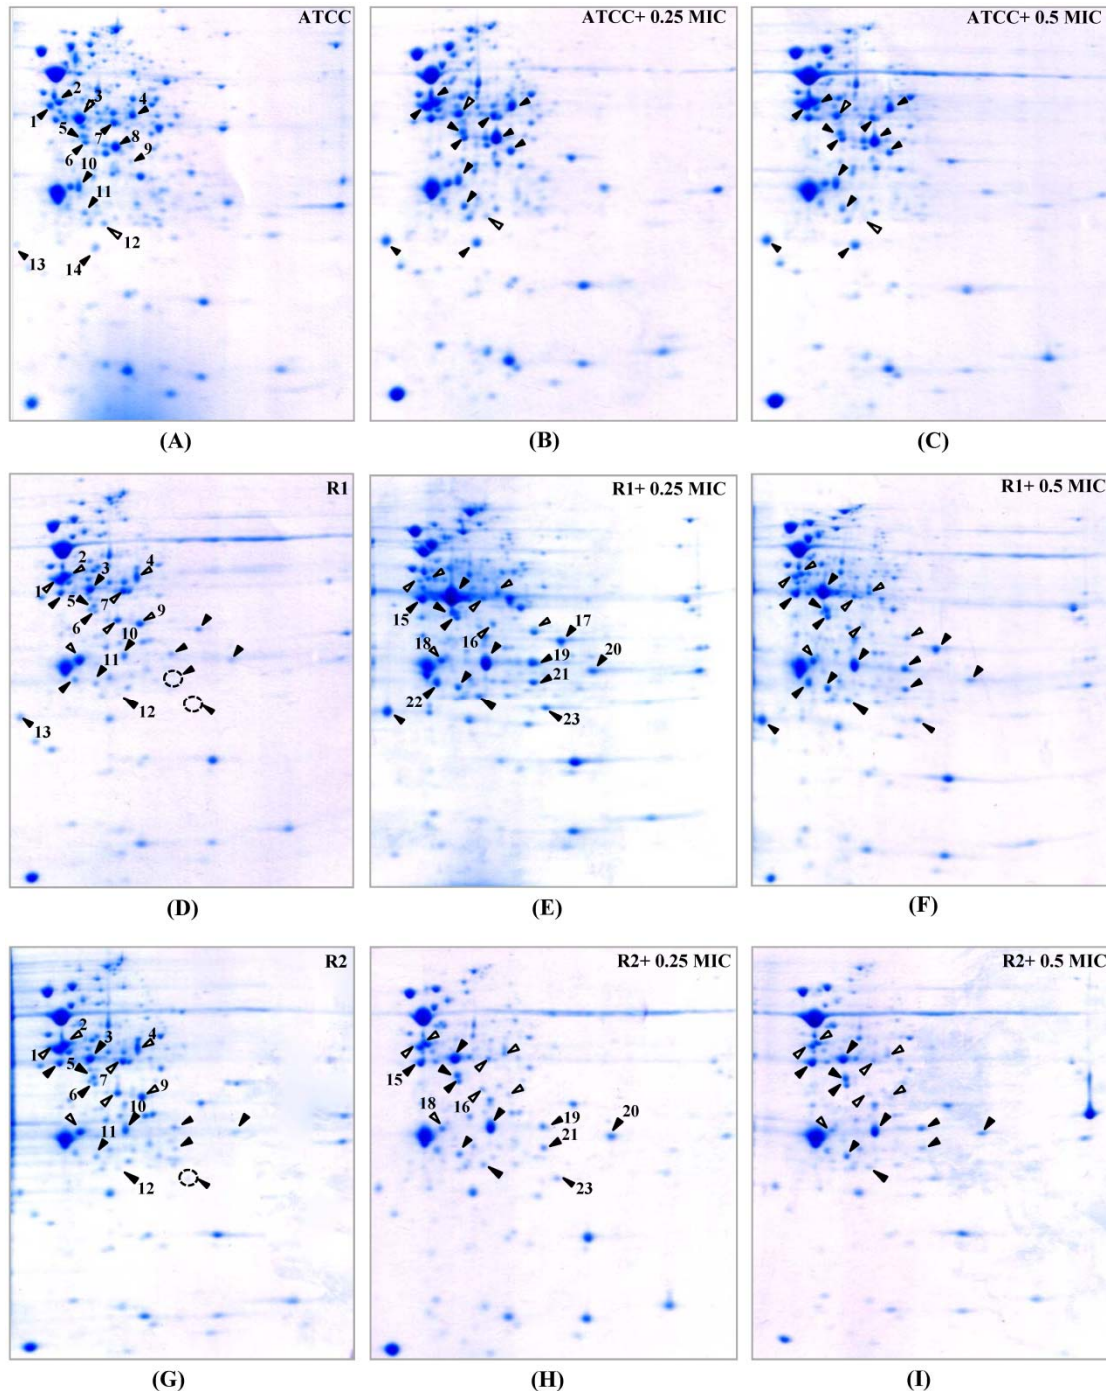 ATCC
ATCC+ 0.25 MIC
ATCC+ 0.5 MIC
2
3
4
1
5
7
8
6
10
9
11
12
13
14
(A)
(B)
(C)
R1
R1+ 0.25 MIC
R1+ 0.5 MIC
2
3
4
1
5
7
9
6
10
11
12
13
15
16
17
18
19
20
21
22
23
(D)
(E)
(F)
R2
R2+ 0.25 MIC
R2+ 0.5 MIC
2
3
4
1
5
7
9
6
10
11
12
15
16
18
19
20
21
23
(G)
(H)
(I)